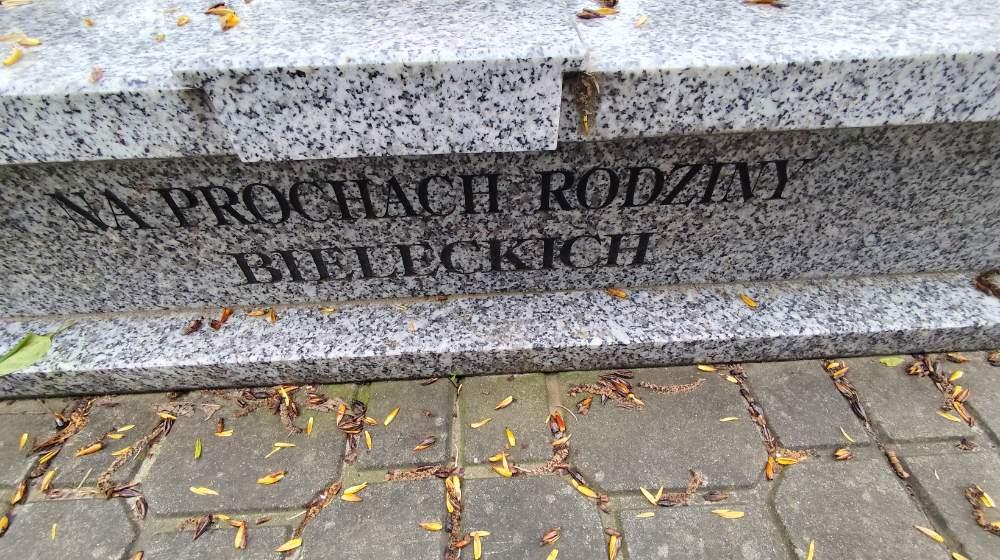 NA PROCHACH RODZINY
BIELECKICH